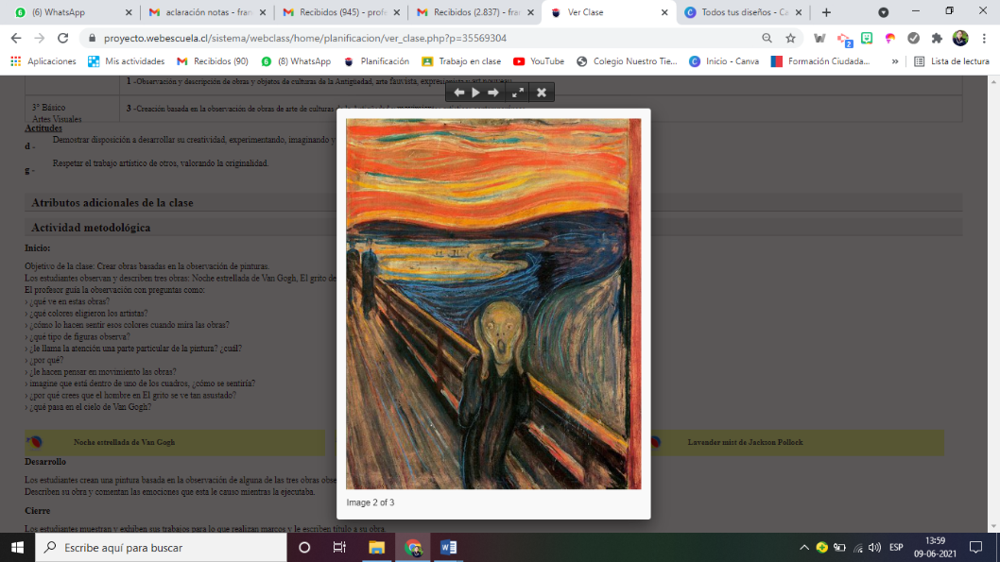 (6) WhatsApp
aclaración notas - fran
Recibidos (945) - profe
Recibidos (2.837) - fra
Ver Clase
Todos tus diseños - Ca
proyecto.webescuela.cl/sistema/webclass/home/planificacion/ver_clase.php?p=35569304
2
Aplicaciones
Mis actividades
Recibidos (90)
(8) WhatsApp
Planificación
Trabajo en clase
YouTube
Colegio Nuestro Tie...
Inicio - Canva
Formación Ciudada...
»
Lista de lectura
1 -Observación y descripción de obras y objetos de culturas de la Antigüedad, arte fauvista, expresionista y art nouveau.
3° Básico
Artes Visuales
3 -Creación basada en la observación de obras de arte de culturas de la
Actitudes
d -
Demostrar disposición a desarrollar su creatividad, experimentando, imaginando y
g -
Respetar el trabajo artístico de otros, valorando la originalidad.
Atributos adicionales de la clase
Actividad metodológica
Inicio:
Objetivo de la clase: Crear obras basadas en la observación de pinturas.
Los estudiantes observan y describen tres obras: Noche estrellada de Van Gogh, El grito de
El profesor guía la observación con preguntas como:
› ¿qué ve en estas obras?
› ¿qué colores eligieron los artistas?
› ¿cómo lo hacen sentir esos colores cuando mira las obras?
› ¿qué tipo de figuras observa?
› ¿le llama la atención una parte particular de la pintura? ¿cuál?
› ¿por qué?
› ¿le hacen pensar en movimiento las obras?
› imagine que está dentro de uno de los cuadros, ¿cómo se sentiría?
› ¿por qué crees que el hombre en El grito se ve tan asustado?
› ¿qué pasa en el cielo de Van Gogh?
Noche estrellada de Van Gogh
Lavender mist de Jackson Pollock
Desarrollo
Los estudiantes crean una pintura basada en la observación de alguna de las tres obras obse
Describen su obra y comentan las emociones que esta le causo mientras la ejecutaba.
Cierre
Los estudiantes muestran y exhiben sus trabajos para lo que realizan marcos y le escriben título a su obra
Image 2 of 3
Escribe aquí para buscar
ESP
13:59
09-06-2021